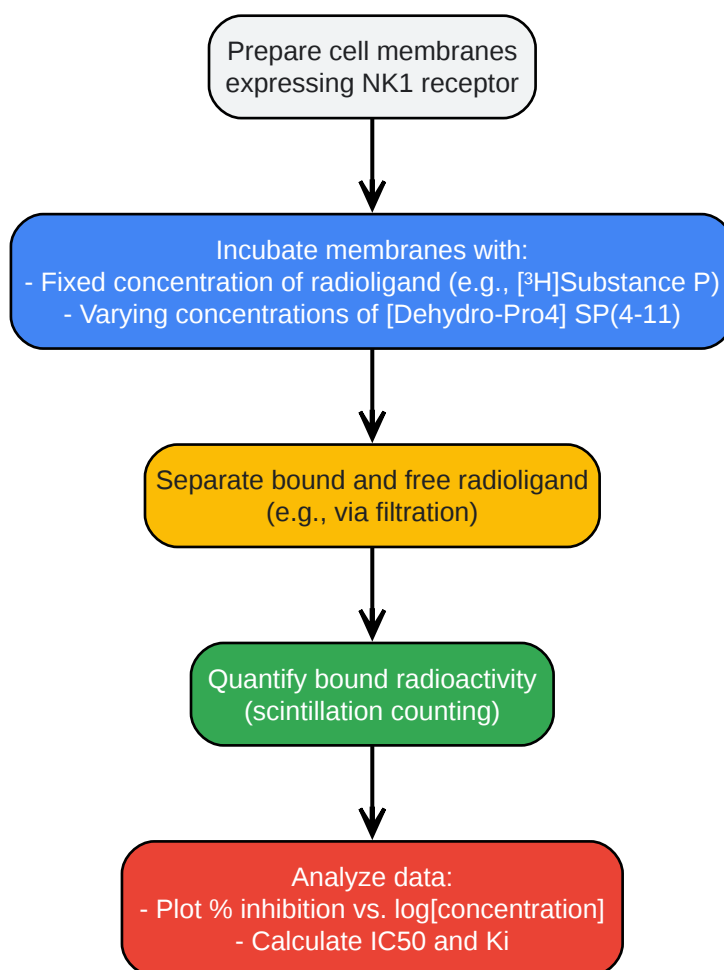 Prepare cell membranes
expressing NK1 receptor
Incubate membranes with:
- Fixed concentration of radioligand (e.g., [³H]Substance P)
- Varying concentrations of [Dehydro-Pro4] SP(4-11)
Separate bound and free radioligand
(e.g., via filtration)
Quantify bound radioactivity
(scintillation counting)
Analyze data:
- Plot % inhibition vs. log[concentration]
- Calculate IC50 and Ki